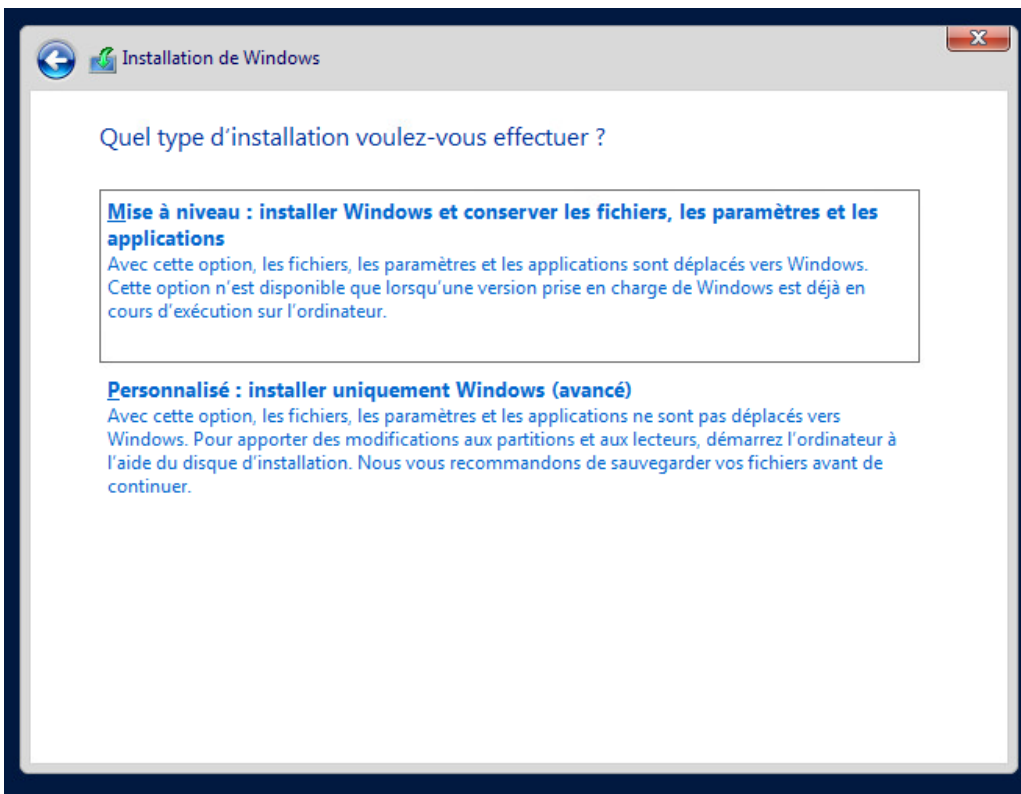 Installation de Windows
Quel type d'installation voulez-vous effectuer ?
Mise à niveau : installer Windows et conserver les fichiers, les paramètres et les
applications
Avec cette option, les fichiers, les paramètres et les applications sont déplacés vers Windows.
Cette option n'est disponible que lorsqu'une version prise en charge de Windows est déjà en
cours d'exécution sur l'ordinateur.
Personnalisé : installer uniquement Windows (avancé)
Avec cette option, les fichiers, les paramètres et les applications ne sont pas déplacés vers
Windows. Pour apporter des modifications aux partitions et aux lecteurs, démarrez l'ordinateur à
l'aide du disque d'installation. Nous vous recommandons de sauvegarder vos fichiers avant de
continuer.